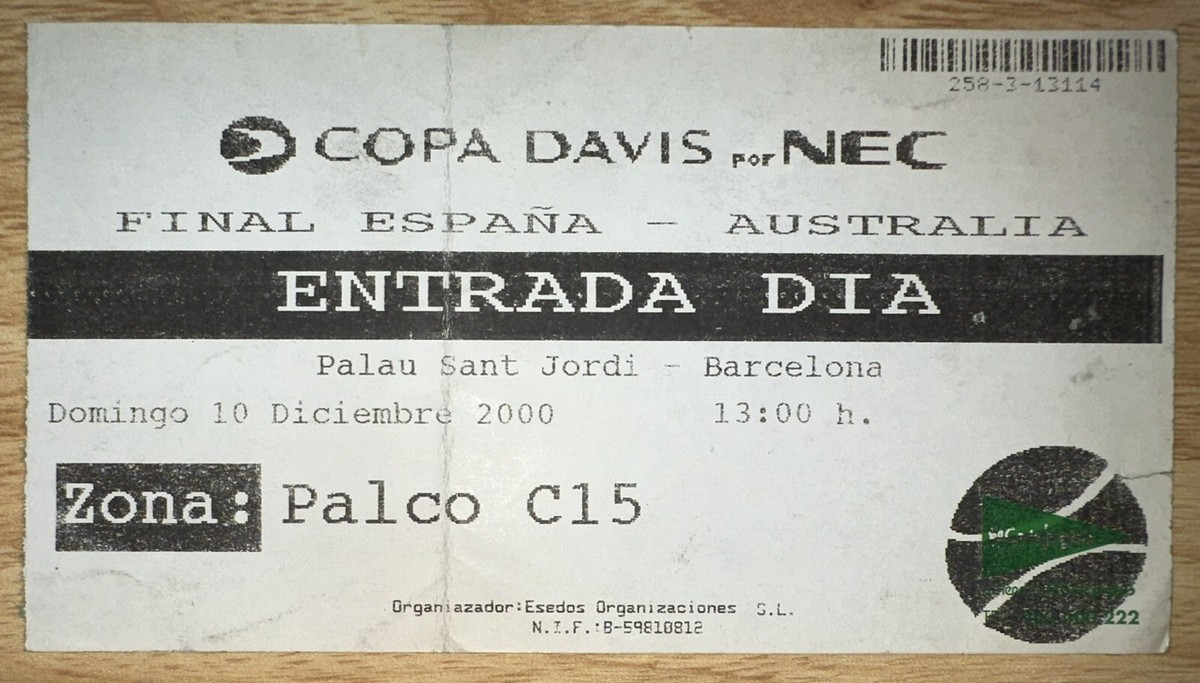 258-3-13114
COPA DAVIS por NEC
FINAL ESPAÑA - AUSTRALIA
ENTRADA DIA
Palau Sant Jordi - Barcelona
Domingo 10 Diciembre 2000 13:00 h.
Zona: Palco C15
Organiazador:Esedos Organizaciones S.L.
N.I.F.:B-59810812
222